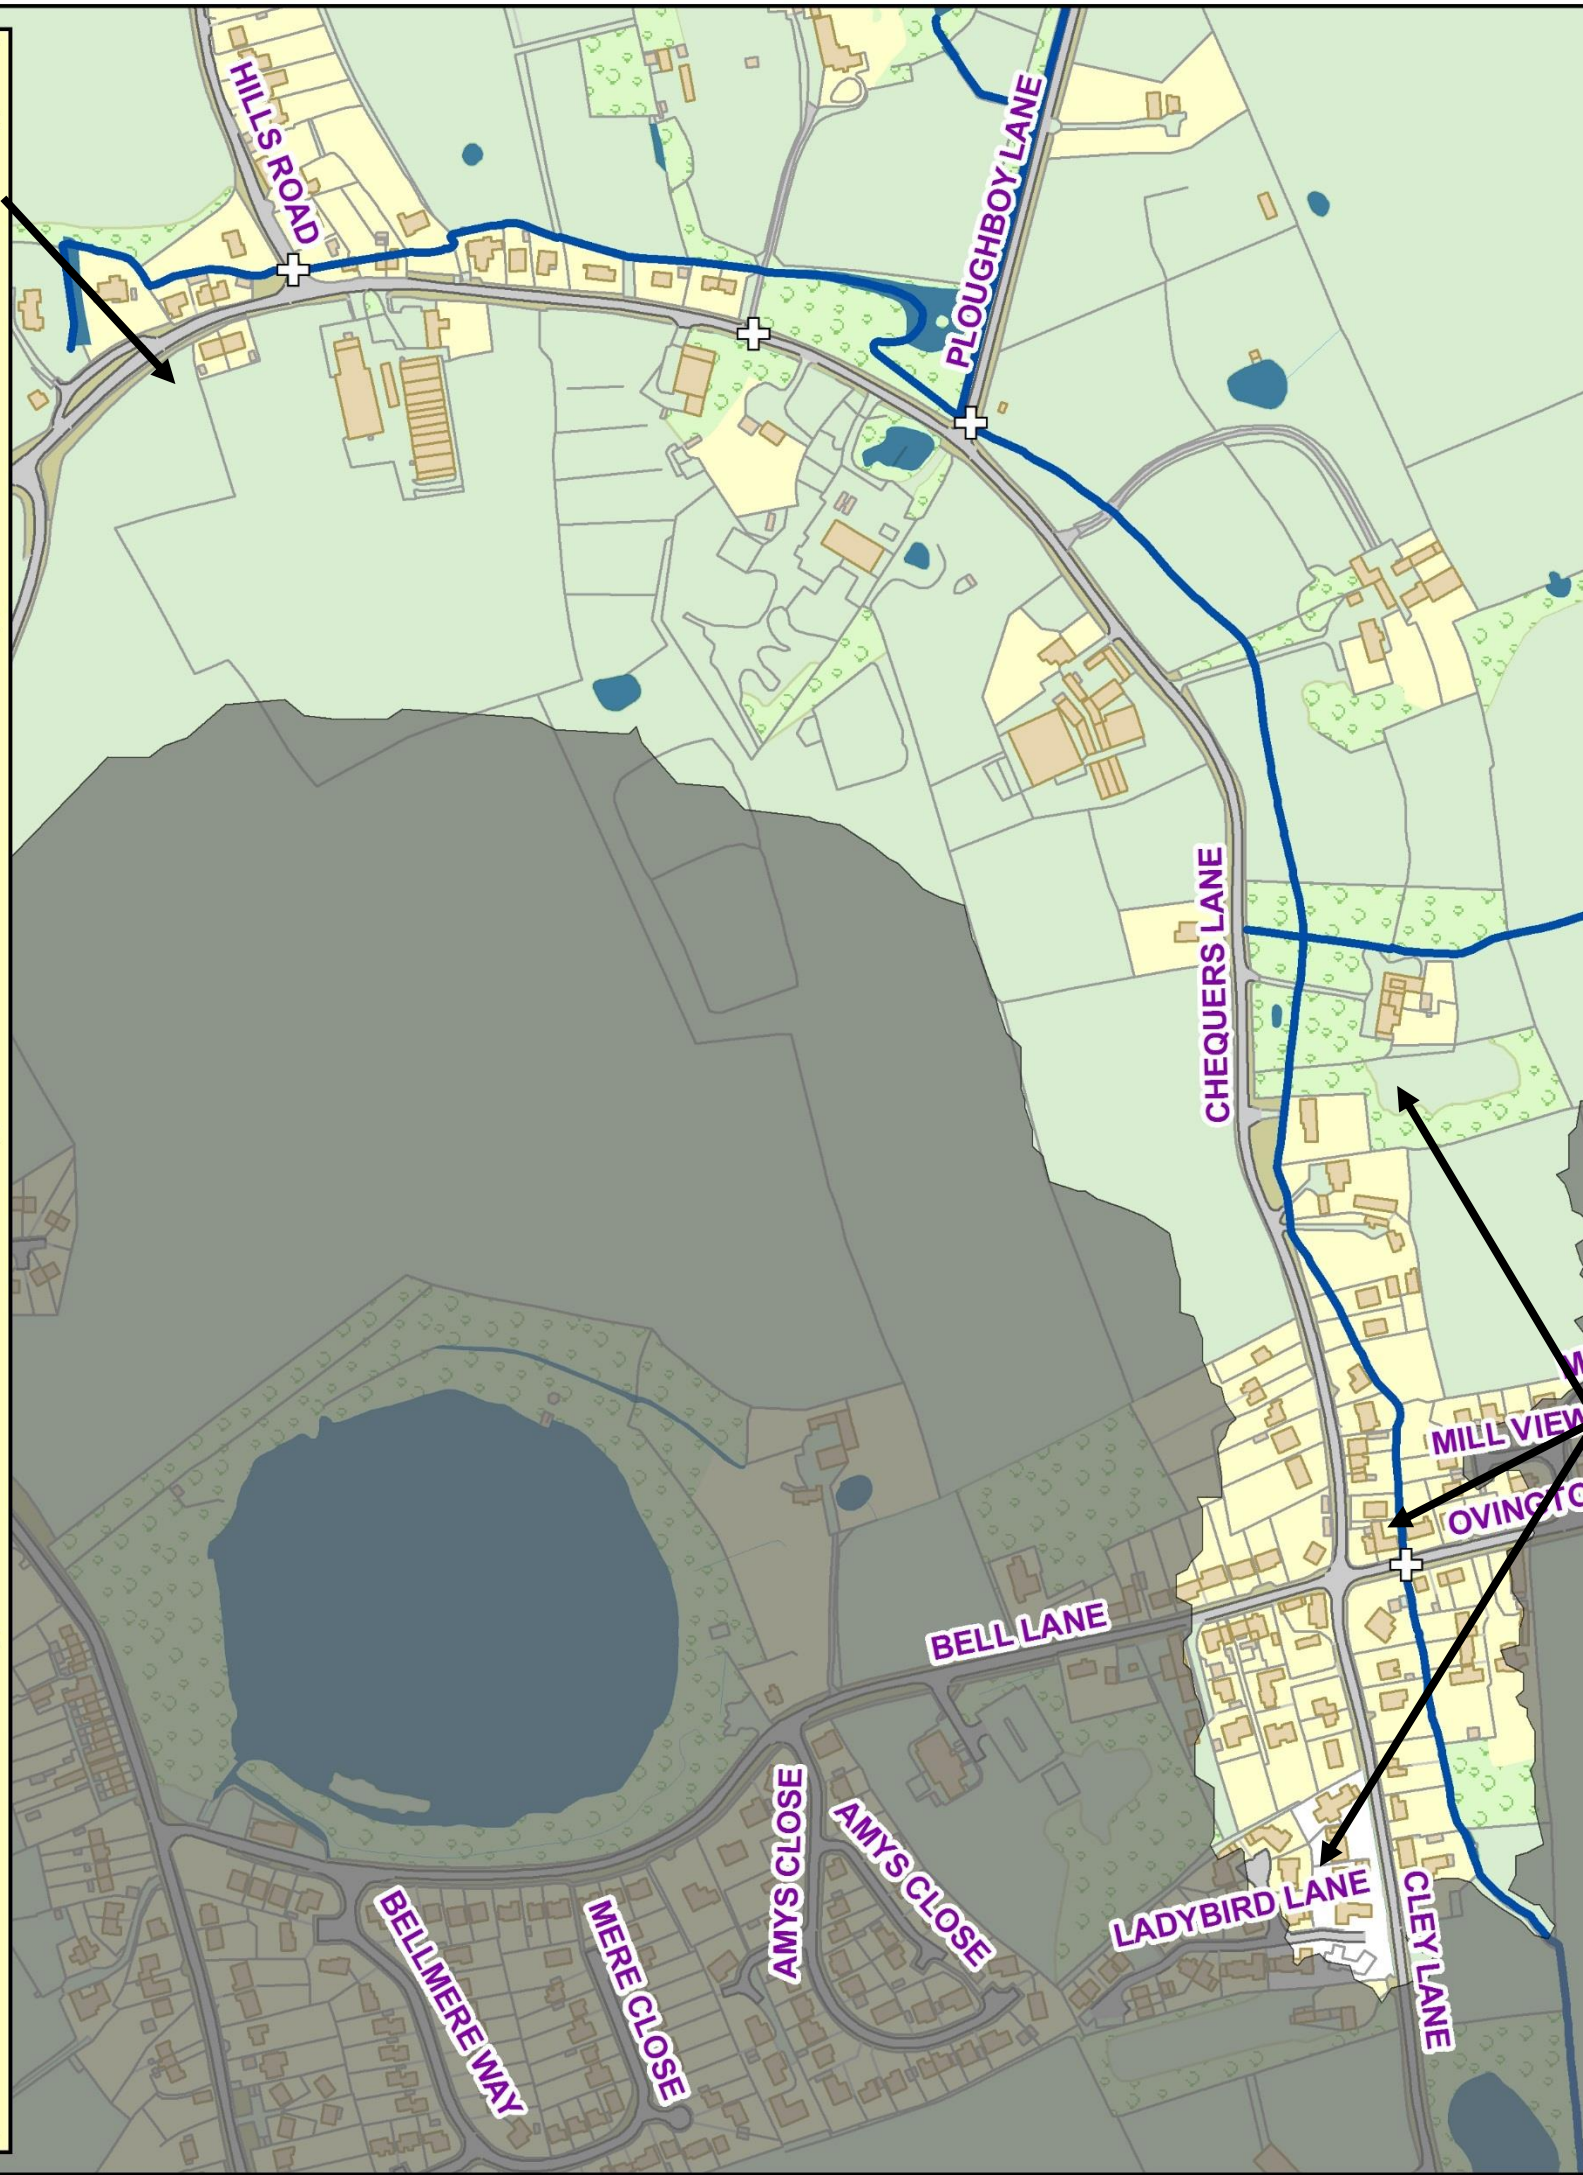 HILLS ROAD
PLOUGHBOY LANE
CHEQUERS LANE
M
MILL VIEW
OVINGTO
BELL LANE
AMYS CLOSE
AMYS CLOSE
LADYBIRD LANE
CLEY LANE
BELLMERE WAY
MERE CLOSE